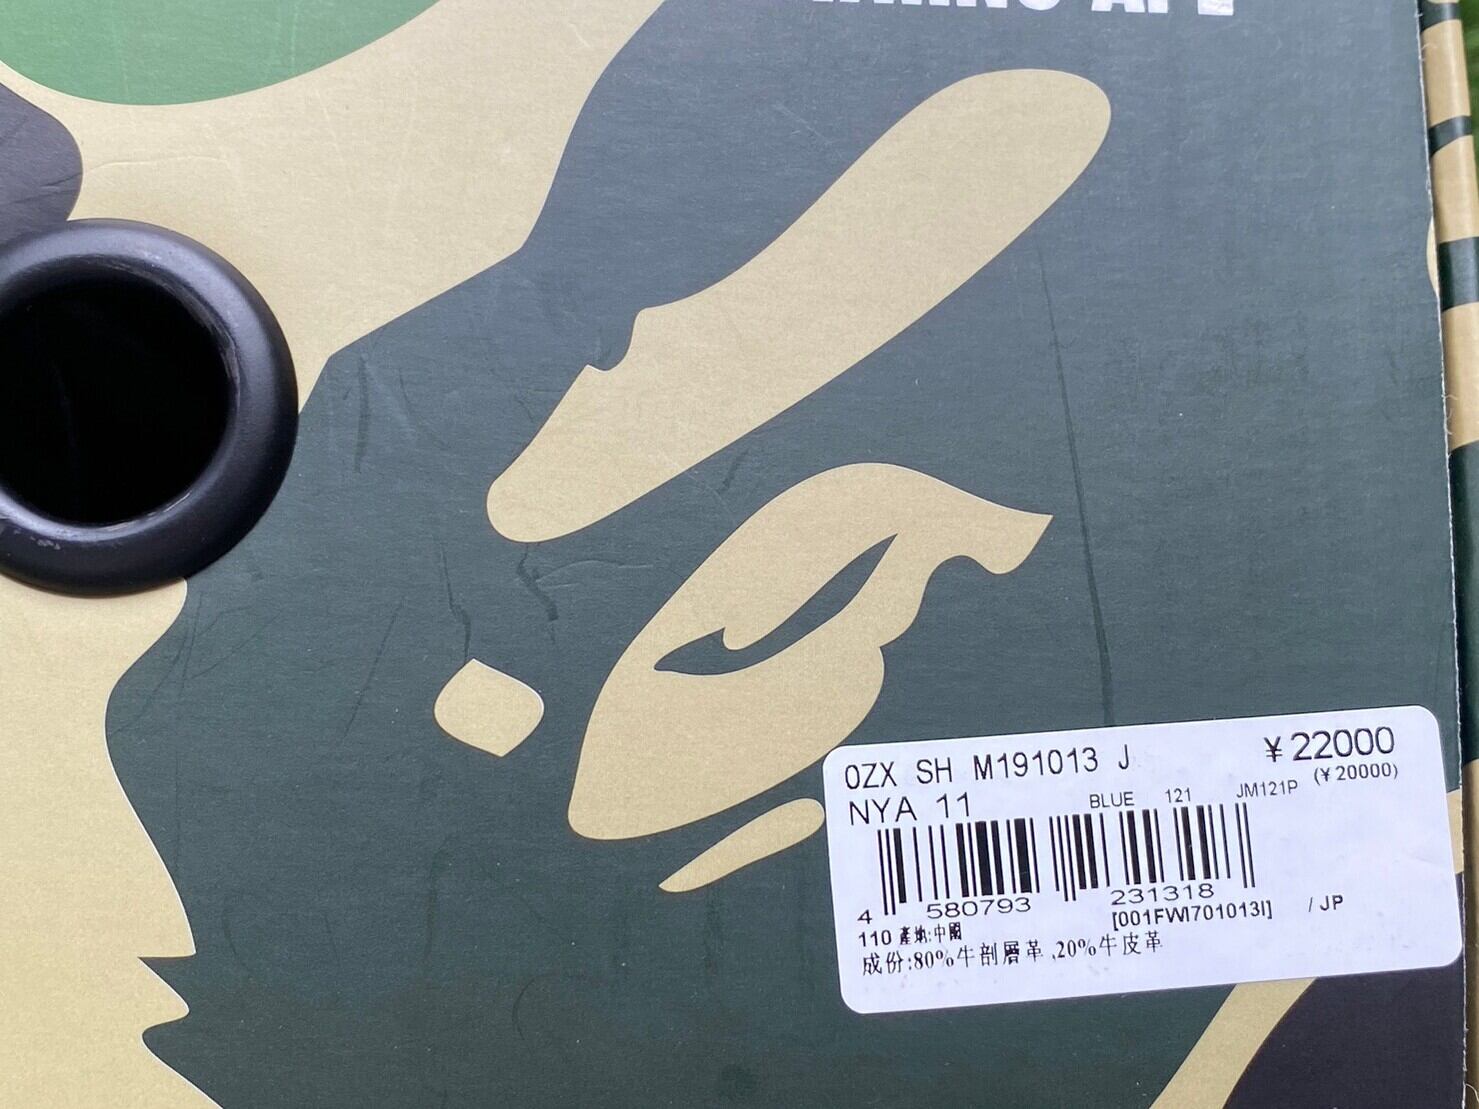 0ZX SH M191013 J ¥22000
(¥20000)
NYA 11 BLUE 121 JM121P
4 580793 231318
[001FWI701013I] / JP
110 產地:中國
成份:80%牛剖層革,20%牛皮革